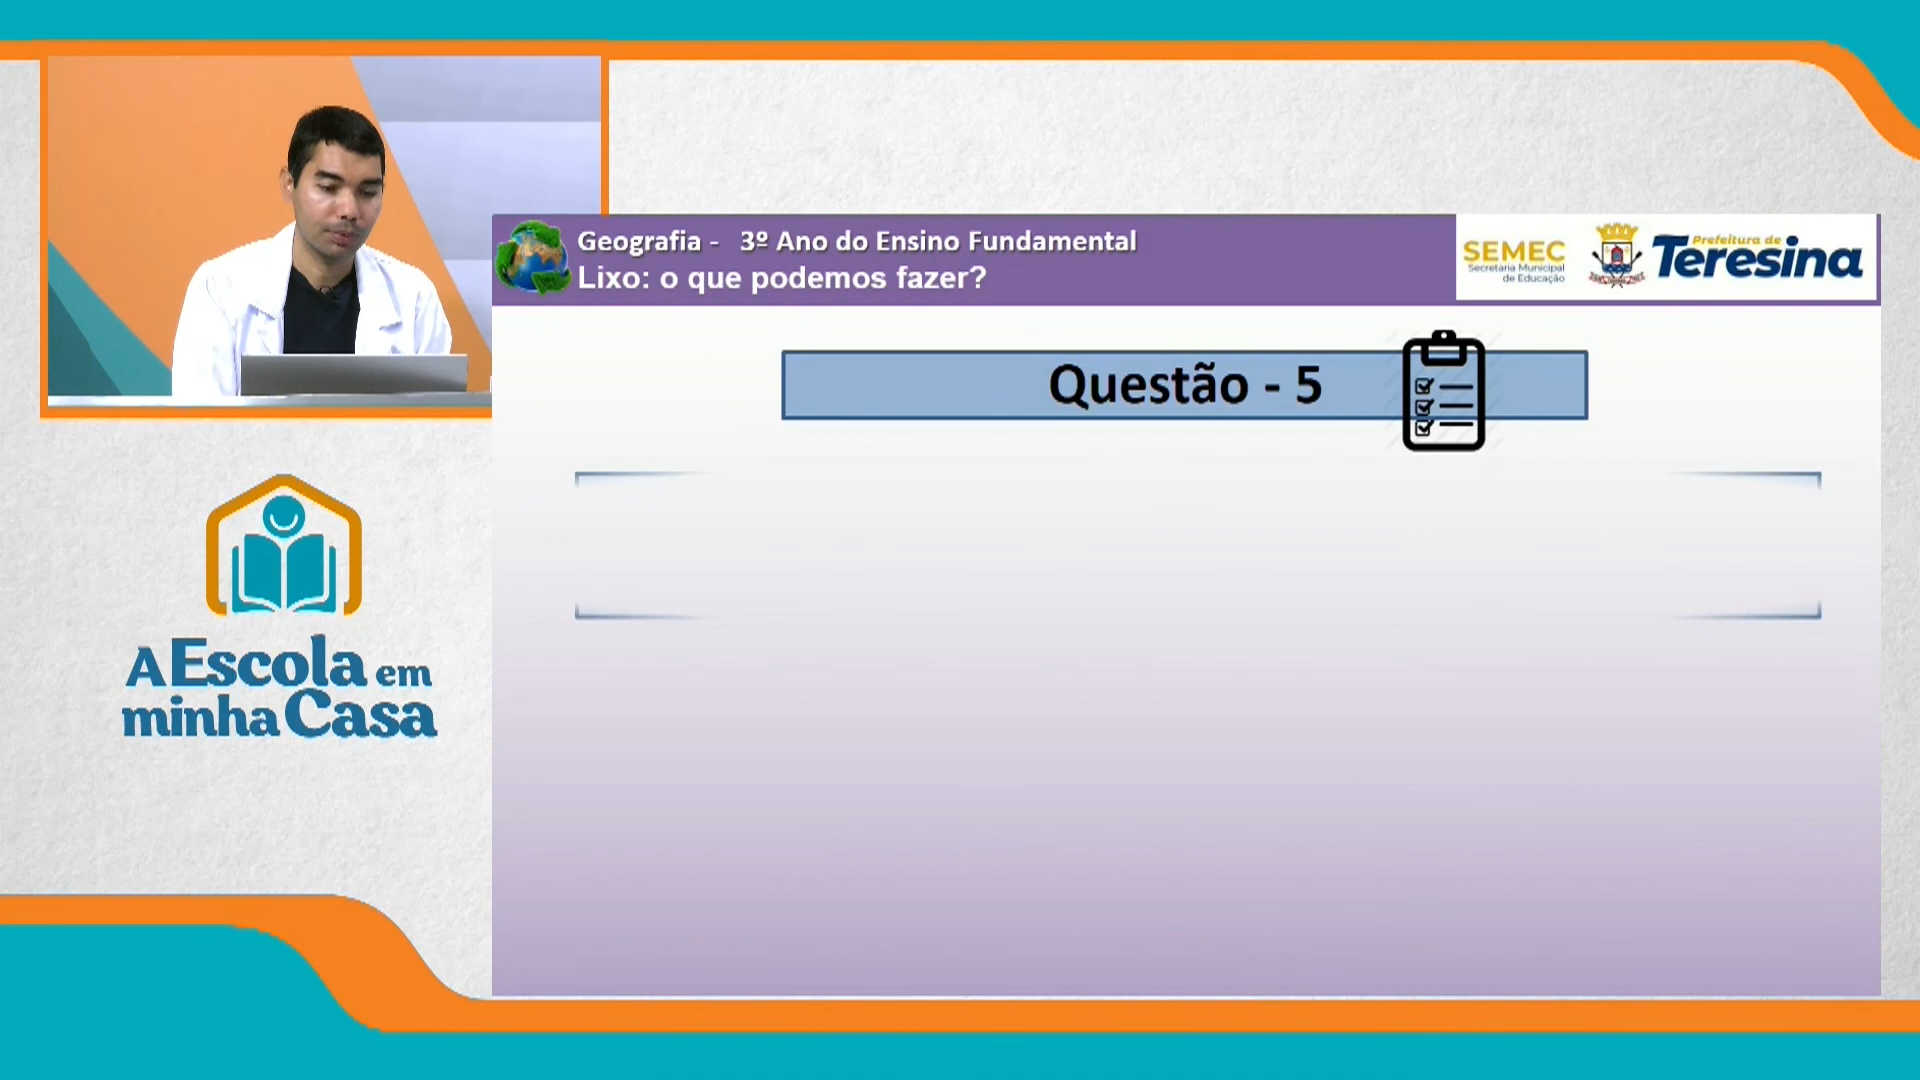 Geografia - 3º Ano do Ensino Fundamental
Lixo: o que podemos fazer?
SEMEC
Secretaria Municipal
de Educação
Prefeitura de
Teresina
Questão - 5
A Escola em
minha Casa